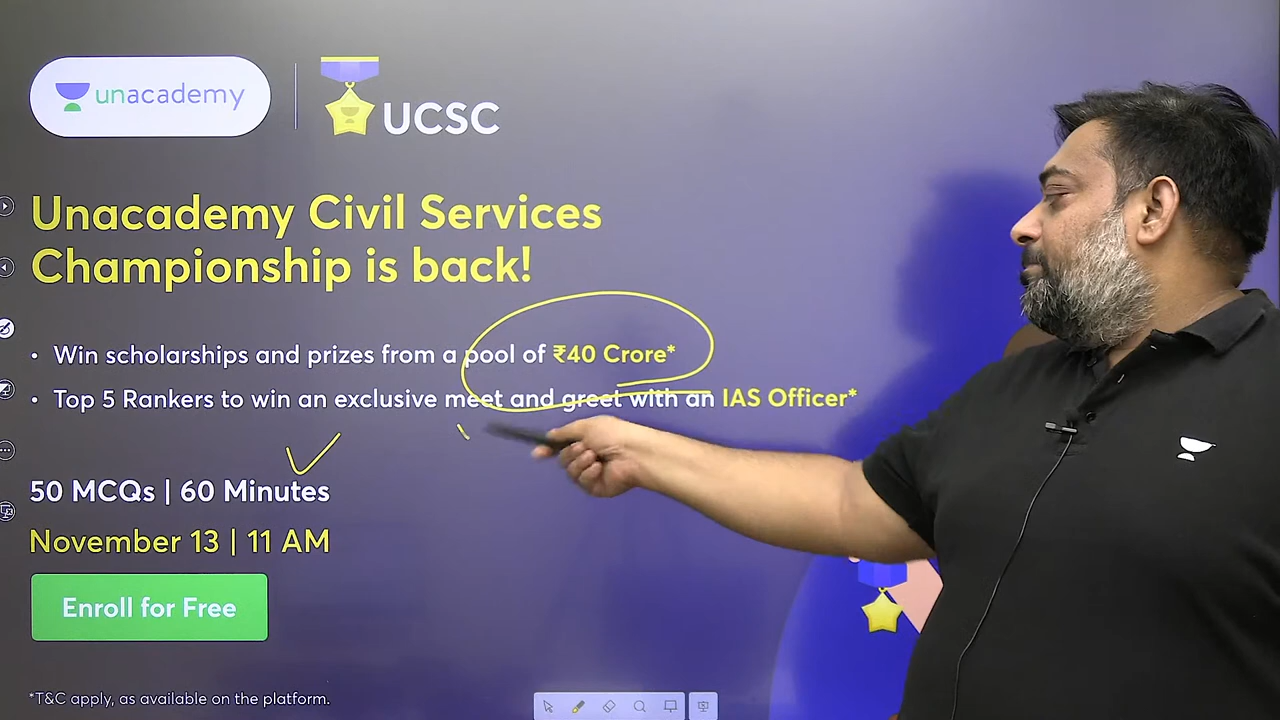 unacademy
UCSC
Unacademy Civil Services
Championship is back!
• Win scholarships and prizes from a pool of ₹40 Crore*
• Top 5 Rankers to win an exclusive meet and greet with an IAS Officer*
50 MCQs | 60 Minutes
November 13 | 11 AM
Enroll for Free
*T&C apply, as available on the platform.